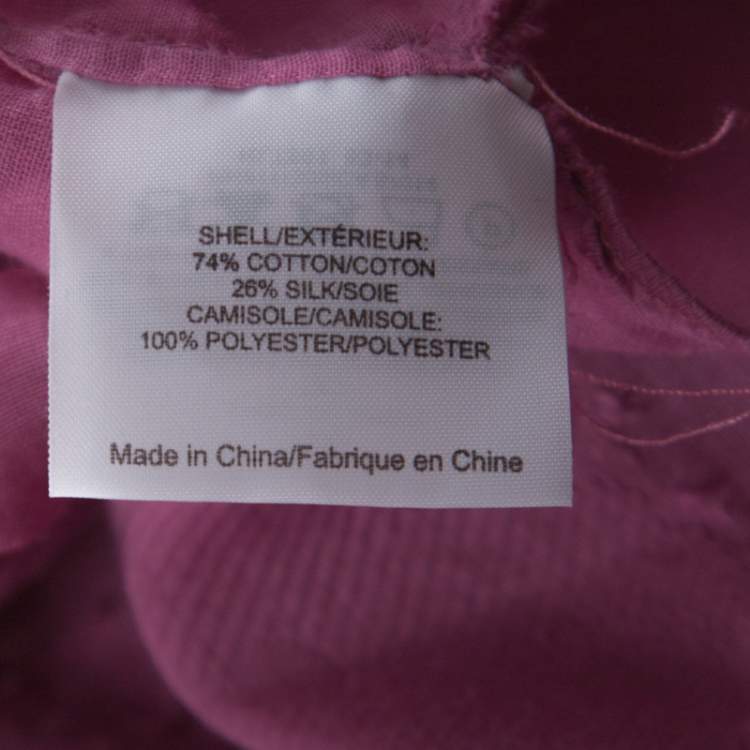 SHELL/EXTÉRIEUR:
74% COTTON/COTON
26% SILK/SOIE
CAMISOLE/CAMISOLE:
100% POLYESTER/POLYESTER
Made in China/Fabrique en Chine